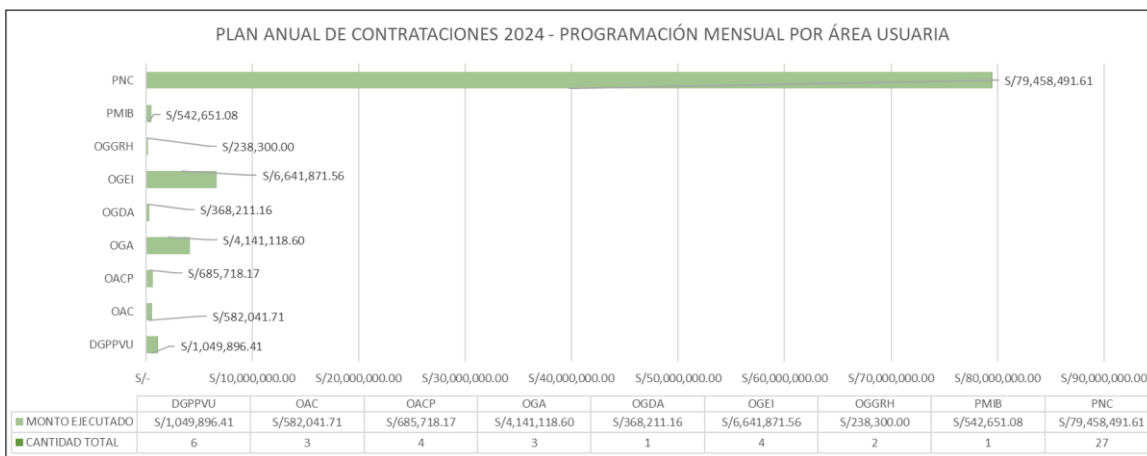 PLAN ANUAL DE CONTRATACIONES 2024 - PROGRAMACIÓN MENSUAL POR ÁREA USUARIA
PNC S/79,458,491.61
PMIB S/542,651.08
OGGRH S/238,300.00
OGEI S/6,641,871.56
OGDA S/368,211.16
OGA S/4,141,118.60
OACP S/685,718.17
OAC S/582,041.71
DGPPVU S/1,049,896.41
S/- S/10,000,000.00 S/20,000,000.00 S/30,000,000.00 S/40,000,000.00 S/50,000,000.00 S/60,000,000.00 S/70,000,000.00 S/80,000,000.00 S/90,000,000.00
DGPPVU OAC OACP OGA OGDA OGEI OGGRH PMIB PNC
MONTO EJECUTADO S/1,049,896.41 S/582,041.71 S/685,718.17 S/4,141,118.60 S/368,211.16 S/6,641,871.56 S/238,300.00 S/542,651.08 S/79,458,491.61
CANTIDAD TOTAL 6 3 4 3 1 4 2 1 27